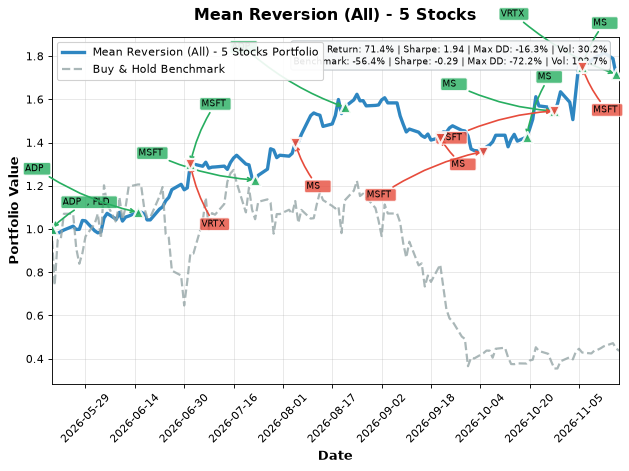 Mean Reversion (All) - 5 Stocks
VRTX
MS
Mean Reversion (All) - 5 Stocks Portfolio
Buy & Hold Benchmark
Return: 71.4% | Sharpe: 1.94 | Max DD: -16.3% | Vol: 30.2%
Benchmark: -56.4% | Sharpe: -0.29 | Max DD: -72.2% | Vol:
MS
MS
MSFT
MSFT
MSFT
MS
MS
MSFT
ADP
ADP
MSFT
VRTX
Portfolio Value
1.8
1.6
1.4
1.2
1.0
0.8
0.6
0.4
2026-05-29
2026-06-14
2026-06-30
2026-07-16
2026-08-01
2026-08-17
2026-09-02
2026-09-18
2026-10-04
2026-10-20
2026-11-05
Date